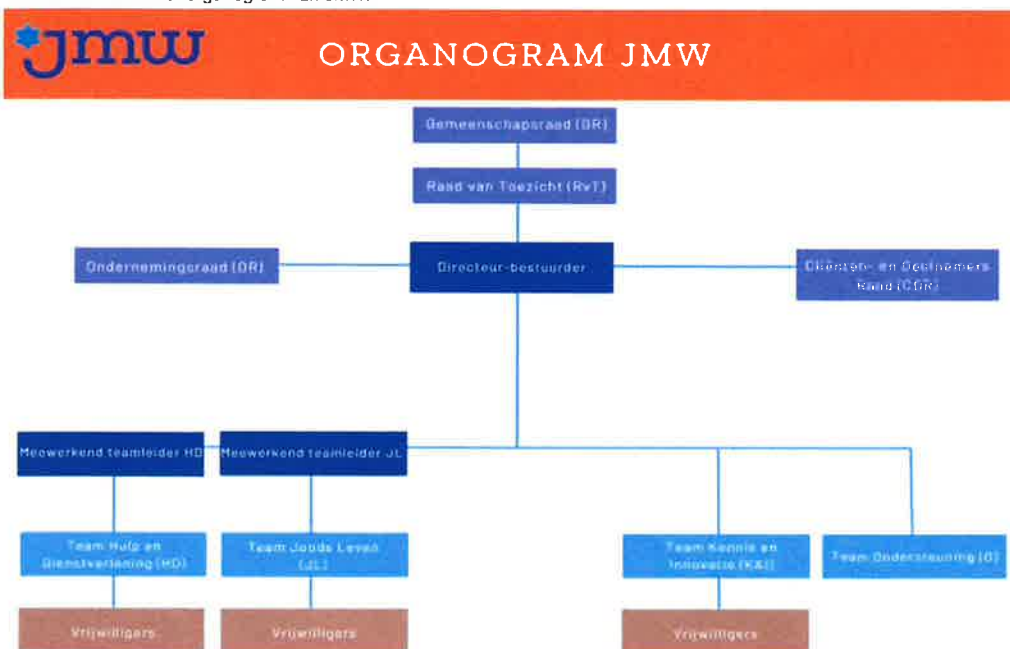 jmw
ORGANOGRAM JMW
Gemeenschapsraad (GR)
Raad van Toezicht (RvT)
Ondernemingsraad (OR)
Directeur-bestuurder
Cliënten- en Deelnemers
Raad (CDR)
Meewerkend teamleider HD
Meewerkend teamleider JL
Team Hulp en
Dienstverlening (HD)
Team Joods Leven
(JL)
Team Kennis en
Innovatie (K&I)
Team Ondersteuning (O)
Vrijwilligers
Vrijwilligers
Vrijwilligers